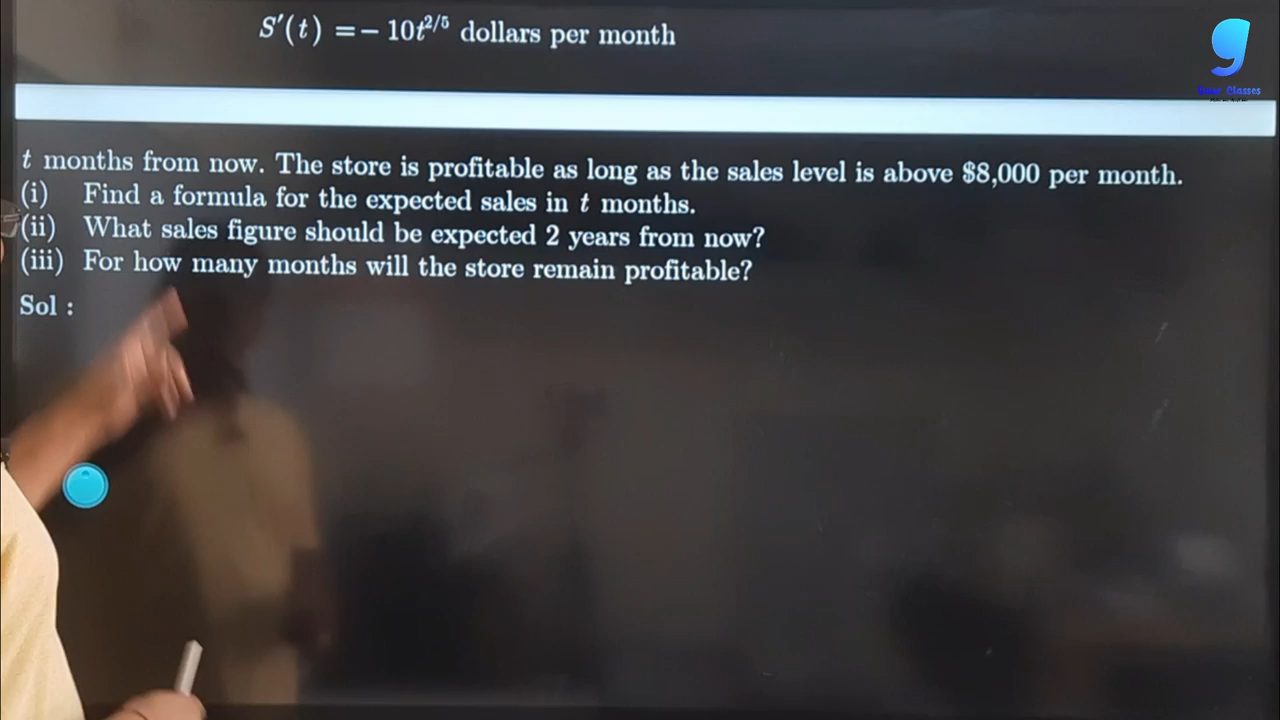 S′(t) = − 10t^{2/5} dollars per month
t months from now. The store is profitable as long as the sales level is above $8,000 per month.
(i) Find a formula for the expected sales in t months.
(ii) What sales figure should be expected 2 years from now?
(iii) For how many months will the store remain profitable?
Sol :